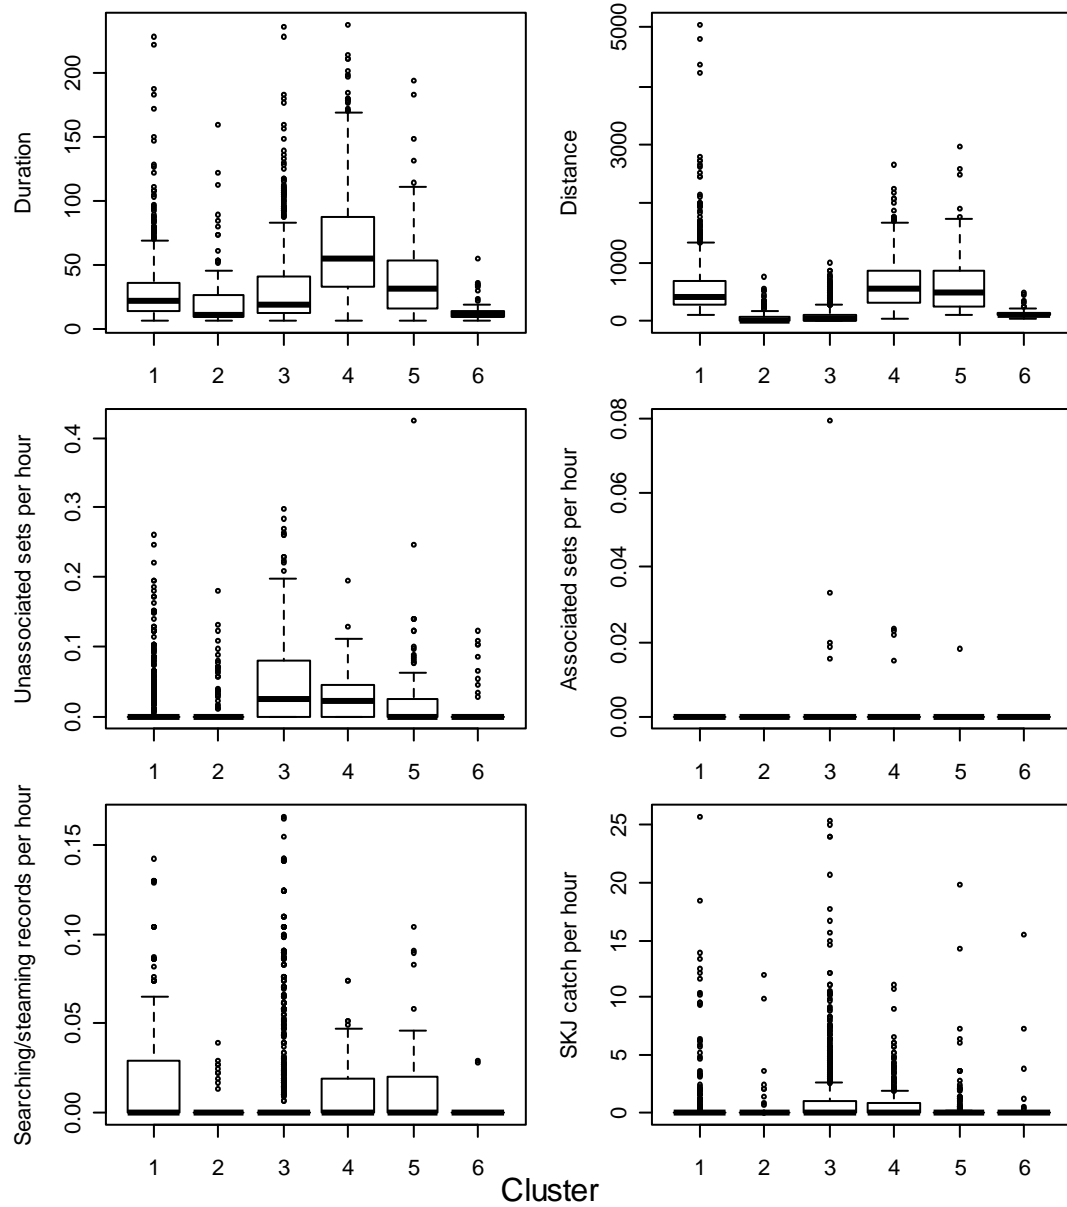 Duration
0 50 100 150 200
1 2 3 4 5 6
Distance
0 1000 3000 5000
1 2 3 4 5 6
Unassociated sets per hour
0.0 0.1 0.2 0.3 0.4
1 2 3 4 5 6
Associated sets per hour
0.00 0.02 0.04 0.06 0.08
1 2 3 4 5 6
Searching/steaming records per hour
0.00 0.05 0.10 0.15
1 2 3 4 5 6
SKJ catch per hour
0 5 10 15 20 25
1 2 3 4 5 6
Cluster